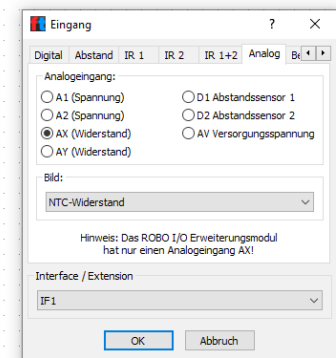 Eingang
Digital Abstand IR 1 IR 2 IR 1+2 Analog
Analogeingang:
A1 (Spannung) D1 Abstandssensor 1
A2 (Spannung) D2 Abstandssensor 2
AX (Widerstand) AV Versorgungsspannung
AY (Widerstand)
Bild:
NTC-Widerstand
Hinweis: Das ROBO I/O Erweiterungsmodul
hat nur einen Analogeingang AX!
Interface / Extension
IF1
OK Abbruch